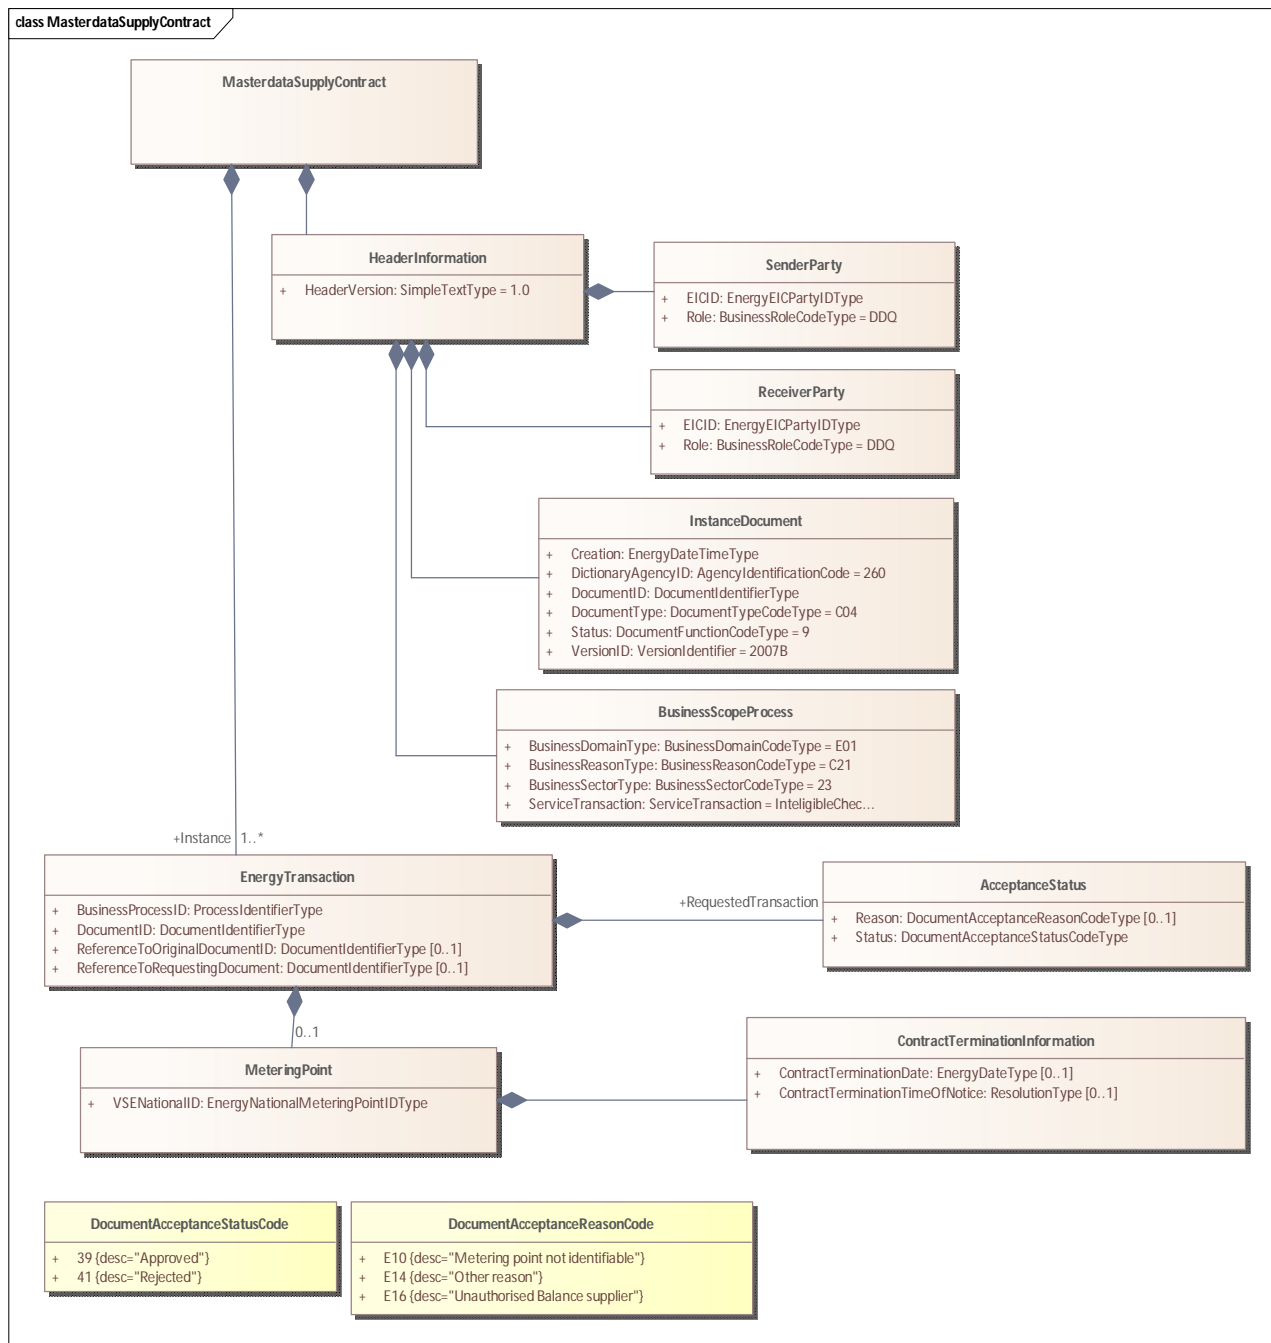 class MasterdataSupplyContract
MasterdataSupplyContract
HeaderInformation
+ HeaderVersion: SimpleTextType = 1.0
SenderParty
+ EICID: EnergyEICPartyIDType
+ Role: BusinessRoleCodeType = DDQ
ReceiverParty
+ EICID: EnergyEICPartyIDType
+ Role: BusinessRoleCodeType = DDQ
InstanceDocument
+ Creation: EnergyDateTimeType
+ DictionaryAgencyID: AgencyIdentificationCode = 260
+ DocumentID: DocumentIdentifierType
+ DocumentType: DocumentTypeCodeType = C04
+ Status: DocumentFunctionCodeType = 9
+ VersionID: VersionIdentifier = 2007B
BusinessScopeProcess
+ BusinessDomainType: BusinessDomainCodeType = E01
+ BusinessReasonType: BusinessReasonCodeType = C21
+ BusinessSectorType: BusinessSectorCodeType = 23
+ ServiceTransaction: ServiceTransaction = InteligibleChec...
+Instance 1..*
EnergyTransaction
+ BusinessProcessID: ProcessIdentifierType
+ DocumentID: DocumentIdentifierType
+ ReferenceToOriginalDocumentID: DocumentIdentifierType [0..1]
+ ReferenceToRequestingDocument: DocumentIdentifierType [0..1]
+RequestedTransaction
AcceptanceStatus
+ Reason: DocumentAcceptanceReasonCodeType [0..1]
+ Status: DocumentAcceptanceStatusCodeType
0..1
MeteringPoint
+ VSENationalID: EnergyNationalMeteringPointIDType
ContractTerminationInformation
+ ContractTerminationDate: EnergyDateType [0..1]
+ ContractTerminationTimeOfNotice: ResolutionType [0..1]
DocumentAcceptanceStatusCode
+ 39 {desc="Approved"}
+ 41 {desc="Rejected"}
DocumentAcceptanceReasonCode
+ E10 {desc="Metering point not identifiable"}
+ E14 {desc="Other reason"}
+ E16 {desc="Unauthorised Balance supplier"}